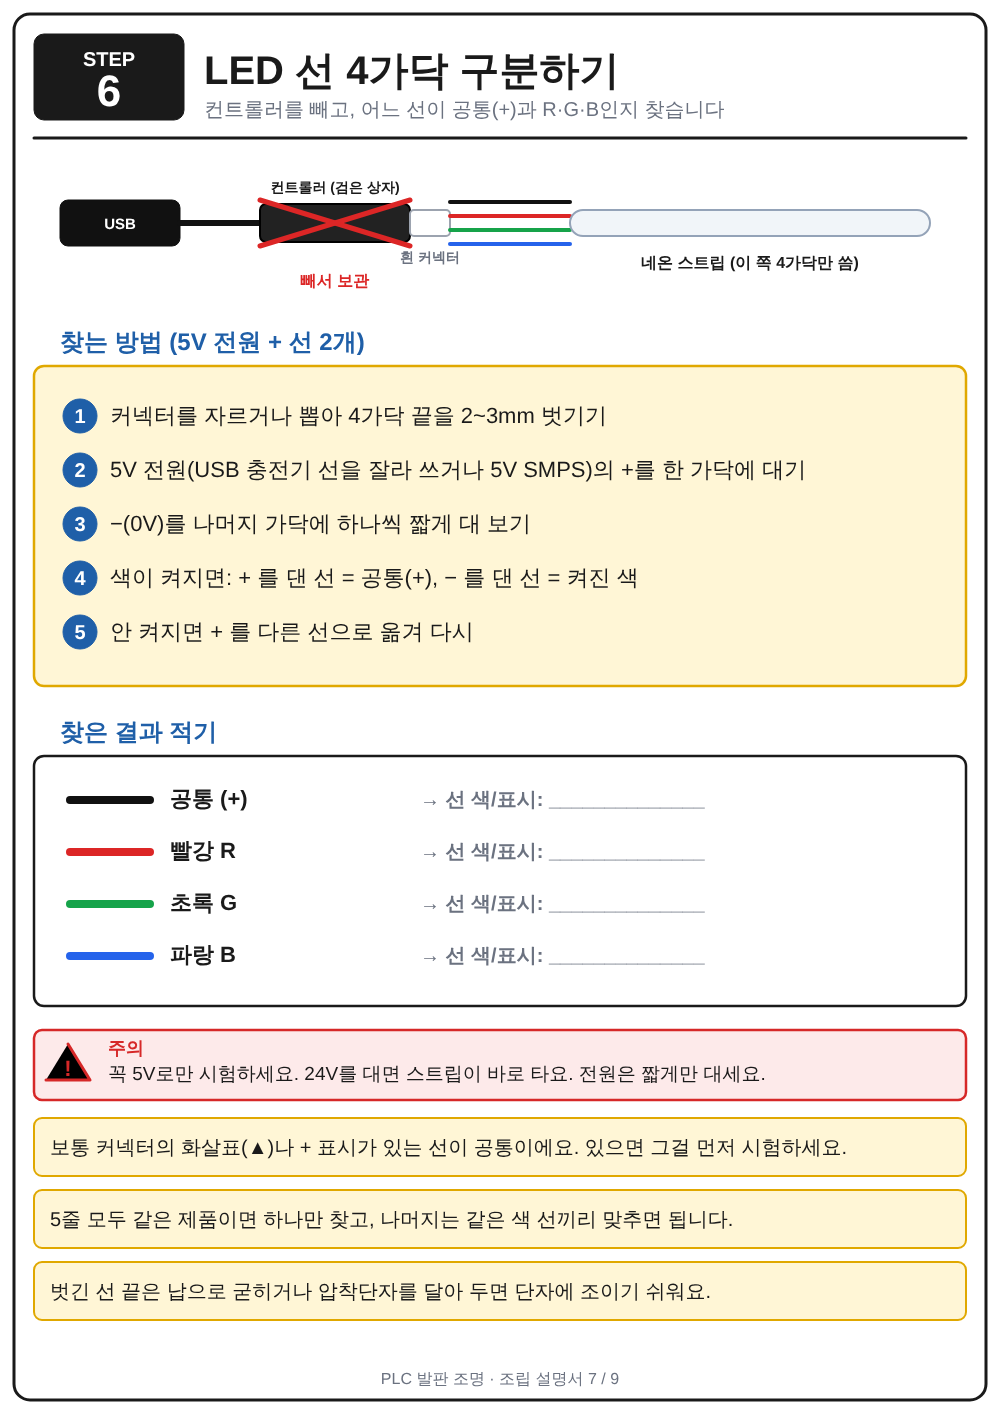 STEP
6
LED 선 4가닥 구분하기
컨트롤러를 빼고, 어느 선이 공통(+)과 R·G·B인지 찾습니다
컨트롤러 (검은 상자)
USB
흰 커넥터
네온 스트립 (이 쪽 4가닥만 씀)
빼서 보관
찾는 방법 (5V 전원 + 선 2개)
1 커넥터를 자르거나 뽑아 4가닥 끝을 2~3mm 벗기기
2 5V 전원(USB 충전기 선을 잘라 쓰거나 5V SMPS)의 +를 한 가닥에 대기
3 −(0V)를 나머지 가닥에 하나씩 짧게 대 보기
4 색이 켜지면: + 를 댄 선 = 공통(+), − 를 댄 선 = 켜진 색
5 안 켜지면 + 를 다른 선으로 옮겨 다시
찾은 결과 적기
공통 (+) → 선 색/표시: ______________
빨강 R → 선 색/표시: ______________
초록 G → 선 색/표시: ______________
파랑 B → 선 색/표시: ______________
!
주의
꼭 5V로만 시험하세요. 24V를 대면 스트립이 바로 타요. 전원은 짧게만 대세요.
보통 커넥터의 화살표(▲)나 + 표시가 있는 선이 공통이에요. 있으면 그걸 먼저 시험하세요.
5줄 모두 같은 제품이면 하나만 찾고, 나머지는 같은 색 선끼리 맞추면 됩니다.
벗긴 선 끝은 납으로 굳히거나 압착단자를 달아 두면 단자에 조이기 쉬워요.
PLC 발판 조명 · 조립 설명서 7 / 9